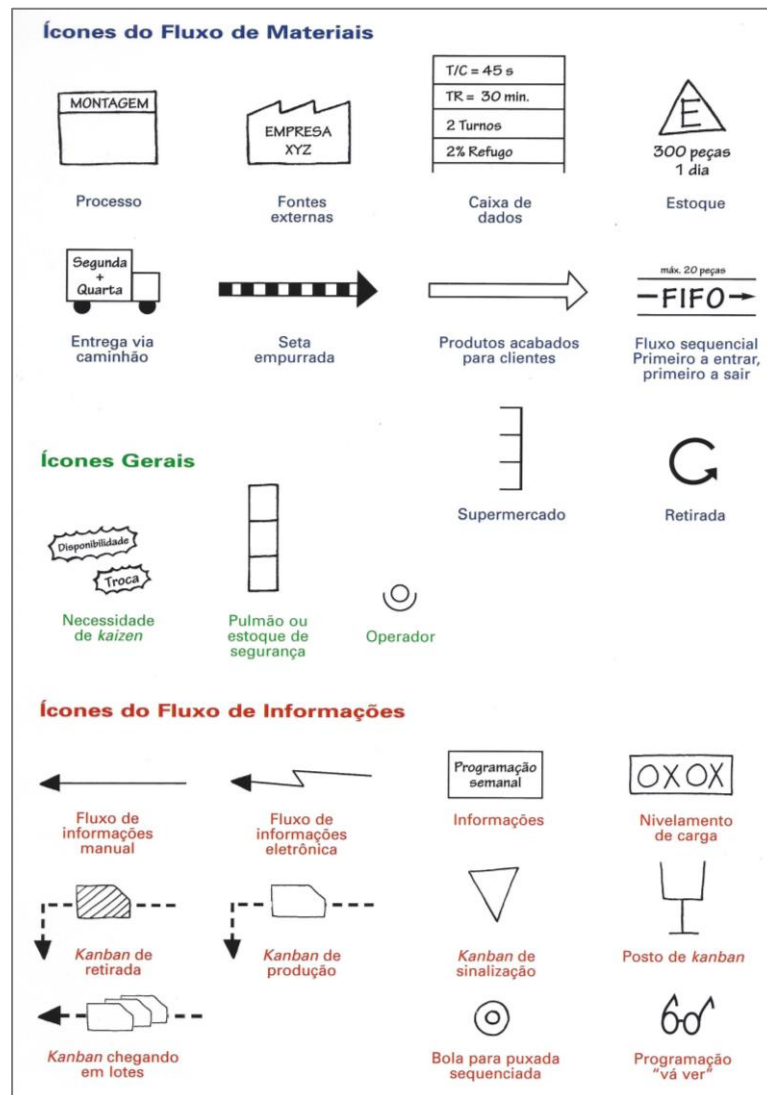 Ícones do Fluxo de Materiais
MONTAGEM
Processo
EMPRESA
XYZ
Fontes
externas
T/C = 45 s
TR = 30 min.
2 Turnos
2% Refugo
Caixa de
dados
E
300 peças
1 dia
Estoque
Segunda
+
Quarta
Entrega via
caminhão
Seta
empurrada
Produtos acabados
para clientes
máx. 20 peças
FIFO
Fluxo sequencial
Primeiro a entrar,
primeiro a sair
Supermercado
Retirada
Ícones Gerais
Disponibilidade
Troca
Necessidade
de kaizen
Pulmão ou
estoque de
segurança
Operador
Ícones do Fluxo de Informações
Fluxo de
informações
manual
Fluxo de
informações
eletrônica
Programação
semanal
Informações
OXOX
Nivelamento
de carga
Kanban de
retirada
Kanban de
produção
Kanban de
sinalização
Posto de kanban
Kanban chegando
em lotes
Bola para puxada
sequenciada
Programação
"vá ver"